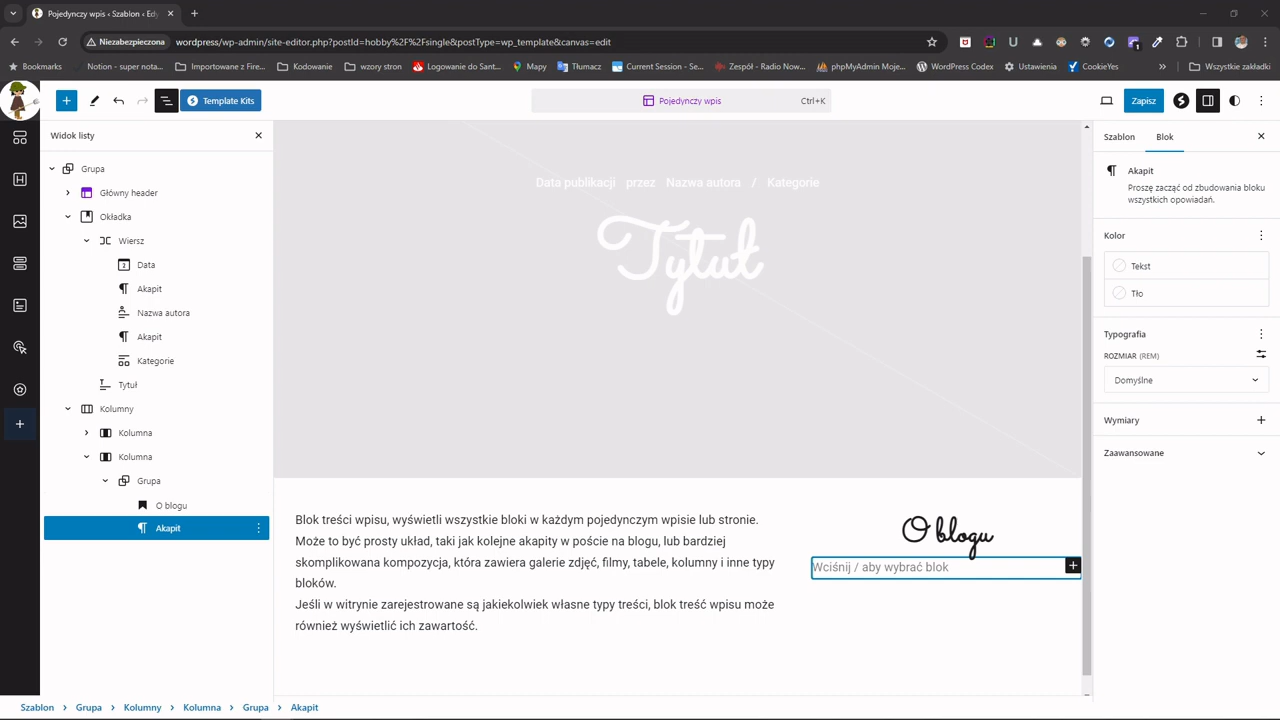 Pojedynczy wpis ‹ Szablon ‹ Edy
Niezabezpieczona
wordpress/wp-admin/site-editor.php?postId=hobby%2F%2Fsingle&postType=wp_template&canvas=edit
Bookmarks
Notion - super nota...
Importowane z Fire...
Kodowanie
wzory stron
Logowanie do Sant...
Mapy
Tłumacz
Current Session - Se...
Zespół Red - Nowow...
phpMyAdmin Moje...
WordPress Codex
Ustawienia
CookieYes
Wszystkie zakładki
Template Kits
Pojedynczy wpis
Ctrl+K
Zapisz
Widok listy
Grupa
Główny header
Okładka
Wiersz
Data
Akapit
Nazwa autora
Akapit
Kategorie
Tytuł
Kolumny
Kolumna
Kolumna
Grupa
O blogu
Akapit
Data publikacji przez Nazwa autora / Kategorie
Tytuł
Blok treści wpisu, wyświetli wszystkie bloki w każdym pojedynczym wpisie lub stronie.
Może to być prosty układ, taki jak kolejne akapity w poście na blogu, lub bardziej
skomplikowana kompozycja, która zawiera galerie zdjęć, filmy, tabele, kolumny i inne typy
bloków.
Jeśli w witrynie zarejestrowane są jakiekolwiek własne typy treści, blok treść wpisu może
również wyświetlić ich zawartość.
O blogu
Wciśnij / aby wybrać blok
Szablon
Blok
Akapit
Proszę zacząć od zbudowania bloku
wszystkich opowiadań.
Kolor
Tekst
Tło
Typografia
ROZMIAR (REM)
Domyślne
Wymiary
Zaawansowane
Szablon > Grupa > Kolumny > Kolumna > Grupa > Akapit